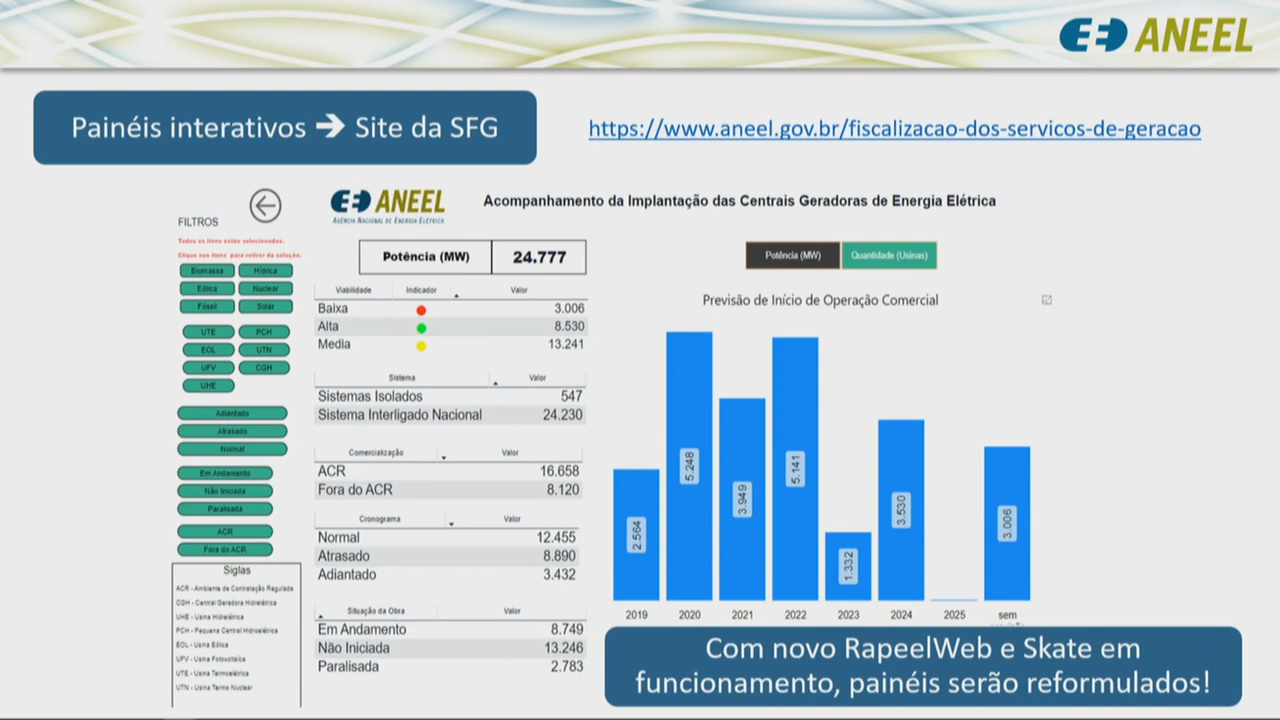 ANEEL
Painéis interativos ➔ Site da SFG
https://www.aneel.gov.br/fiscalizacao-dos-servicos-de-geracao
ANEEL
AGÊNCIA NACIONAL DE ENERGIA ELÉTRICA
Acompanhamento da Implantação das Centrais Geradoras de Energia Elétrica
FILTROS
Todos os itens estão selecionados.
Clique nos itens para retirar da seleção.
Biomassa Hídrica
Eólica Nuclear
Fóssil Solar
UTE PCH
EOL UTN
UFV CGH
UHE
Adiantado
Atrasado
Normal
Em Andamento
Não Iniciada
Paralisada
ACR
Fora do ACR
Siglas
ACR - Ambiente de Contratação Regulada
CGH - Central Geradora Hidrelétrica
UHE - Usina Hidrelétrica
PCH - Pequena Central Hidroelétrica
EOL - Usina Eólica
UFV - Usina Fotovoltaíca
UTE - Usina Termoelétrica
UTN - Usina Termo Nuclear
Potência (MW) 24.777
Viabilidade Indicador Valor
Baixa 3.006
Alta 8.530
Media 13.241
Sistema Valor
Sistemas Isolados 547
Sistema Interligado Nacional 24.230
Comercialização Valor
ACR 16.658
Fora do ACR 8.120
Cronograma Valor
Normal 12.455
Atrasado 8.890
Adiantado 3.432
Situação da Obra Valor
Em Andamento 8.749
Não Iniciada 13.246
Paralisada 2.783
Potência (MW) Quantidade (Usinas)
Previsão de Início de Operação Comercial
2.564 5.248 3.949 5.141 1.332 3.530 3.006
2019 2020 2021 2022 2023 2024 2025 sem
Com novo RapeelWeb e Skate em
funcionamento, painéis serão reformulados!